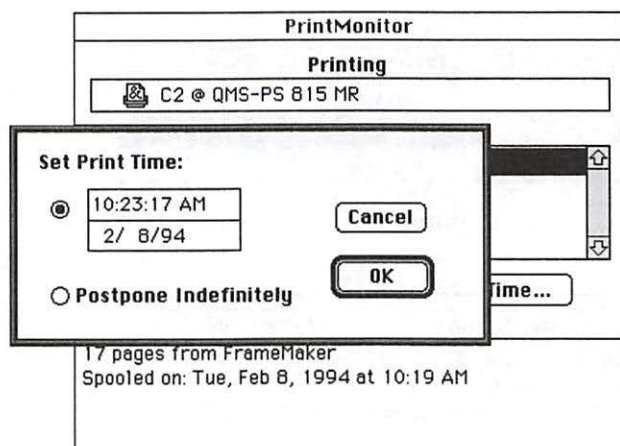 PrintMonitor
Printing
C2 @ QMS-PS 815 MR
Set Print Time:
10:23:17 AM
2/ 8/94
Cancel
OK
Postpone Indefinitely
Time...
17 pages from FrameMaker
Spooled on: Tue, Feb 8, 1994 at 10:19 AM